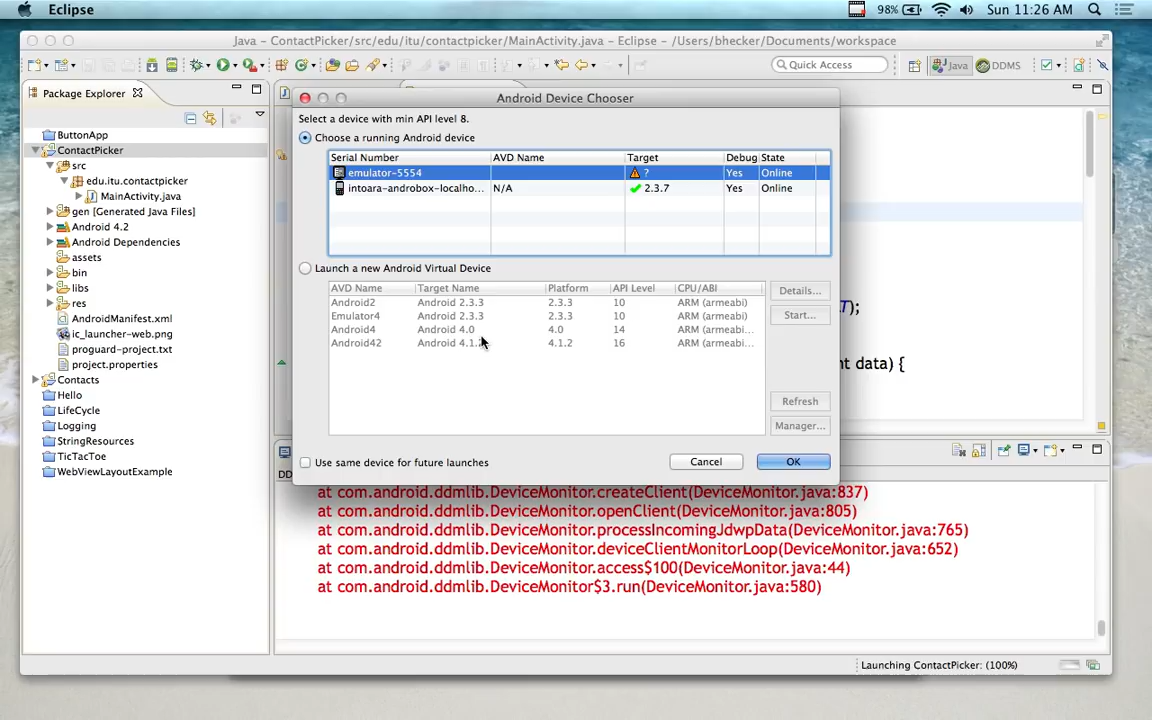 Eclipse 98% Sun 11:26 AM
Java – ContactPicker/src/edu/itu/contactpicker/MainActivity.java – Eclipse – /Users/bhecker/Documents/workspace
Quick Access Java DDMS
Package Explorer
ButtonApp
ContactPicker
src
edu.itu.contactpicker
MainActivity.java
gen [Generated Java Files]
Android 4.2
Android Dependencies
assets
bin
libs
res
AndroidManifest.xml
ic_launcher-web.png
proguard-project.txt
project.properties
Contacts
Hello
LifeCycle
Logging
StringResources
TicTacToe
WebViewLayoutExample
Android Device Chooser
Select a device with min API level 8.
Choose a running Android device
Serial Number AVD Name Target Debug State
emulator-5554 ? Yes Online
intoara-androbox-localho... N/A 2.3.7 Yes Online
Launch a new Android Virtual Device
AVD Name Target Name Platform API Level CPU/ABI
Android2 Android 2.3.3 2.3.3 10 ARM (armeabi)
Emulator4 Android 2.3.3 2.3.3 10 ARM (armeabi)
Android4 Android 4.0 4.0 14 ARM (armeabi...
Android42 Android 4.1.2 4.1.2 16 ARM (armeabi...
Details...
Start...
Refresh
Manager...
Use same device for future launches
Cancel OK
);
nt data) {
DD
at com.android.ddmlib.DeviceMonitor.createClient(DeviceMonitor.java:837)
at com.android.ddmlib.DeviceMonitor.openClient(DeviceMonitor.java:805)
at com.android.ddmlib.DeviceMonitor.processIncomingJdwpData(DeviceMonitor.java:765)
at com.android.ddmlib.DeviceMonitor.deviceClientMonitorLoop(DeviceMonitor.java:652)
at com.android.ddmlib.DeviceMonitor.access$100(DeviceMonitor.java:44)
at com.android.ddmlib.DeviceMonitor$3.run(DeviceMonitor.java:580)
Launching ContactPicker: (100%)